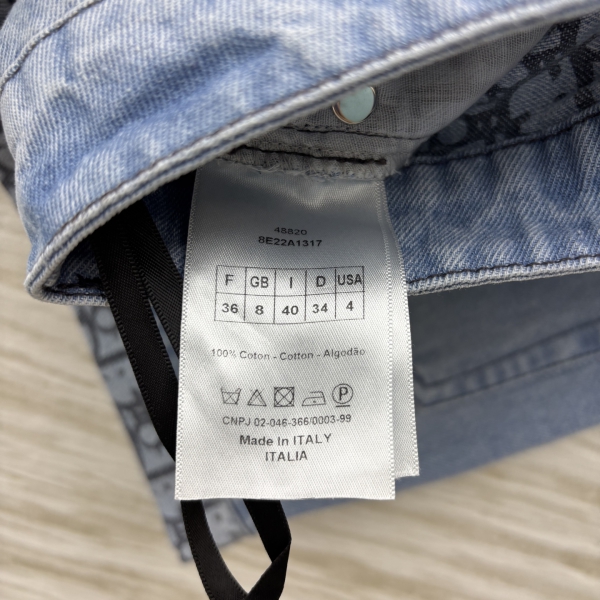 48820
8E22A1317
F GB I D USA
36 8 40 34 4
100% Coton - Cotton - Algodão
P
CNPJ 02-046-366/0003-99
Made In ITALY
ITALIA